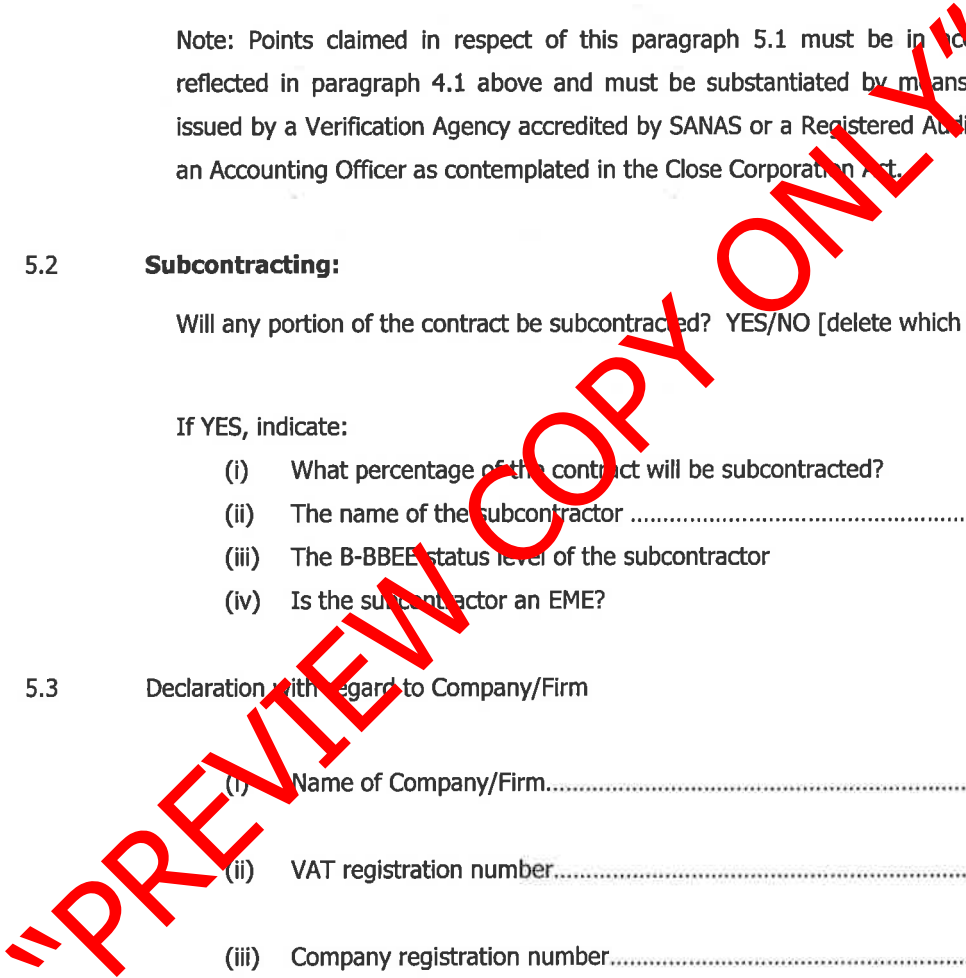 Note: Points claimed in respect of this paragraph 5.1 must be in
reflected in paragraph 4.1 above and must be substantiated by means
issued by a Verification Agency accredited by SANAS or a Registered
an Accounting Officer as contemplated in the Close Corporation Act.
5.2 Subcontracting:
Will any portion of the contract be subcontracted? YES/NO [delete which
If YES, indicate:
(i) What percentage of the contract will be subcontracted?
(ii) The name of the subcontractor ....................................................
(iii) The B-BBEE status level of the subcontractor
(iv) Is the subcontractor an EME?
5.3 Declaration with regard to Company/Firm
(i) Name of Company/Firm................................................................
(ii) VAT registration number...............................................................
(iii) Company registration number......................................................
"PREVIEW COPY ONLY"